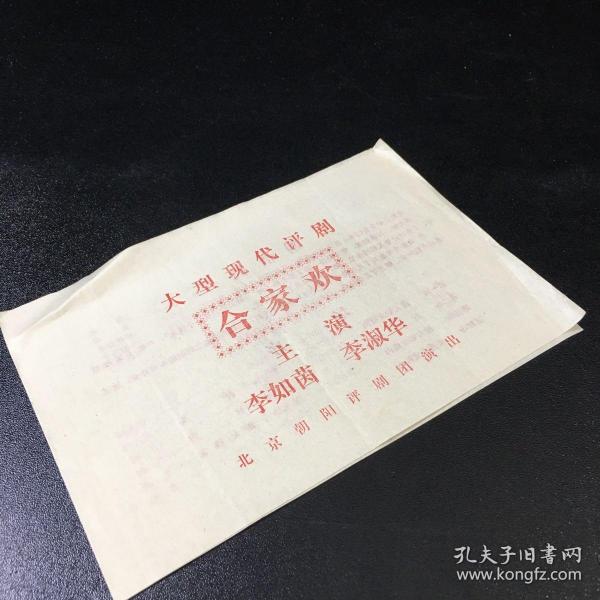 大型现代评剧
合家欢
主演
李如茵 李淑华
北京朝阳评剧团演出
孔夫子旧书网
www.kongfz.com